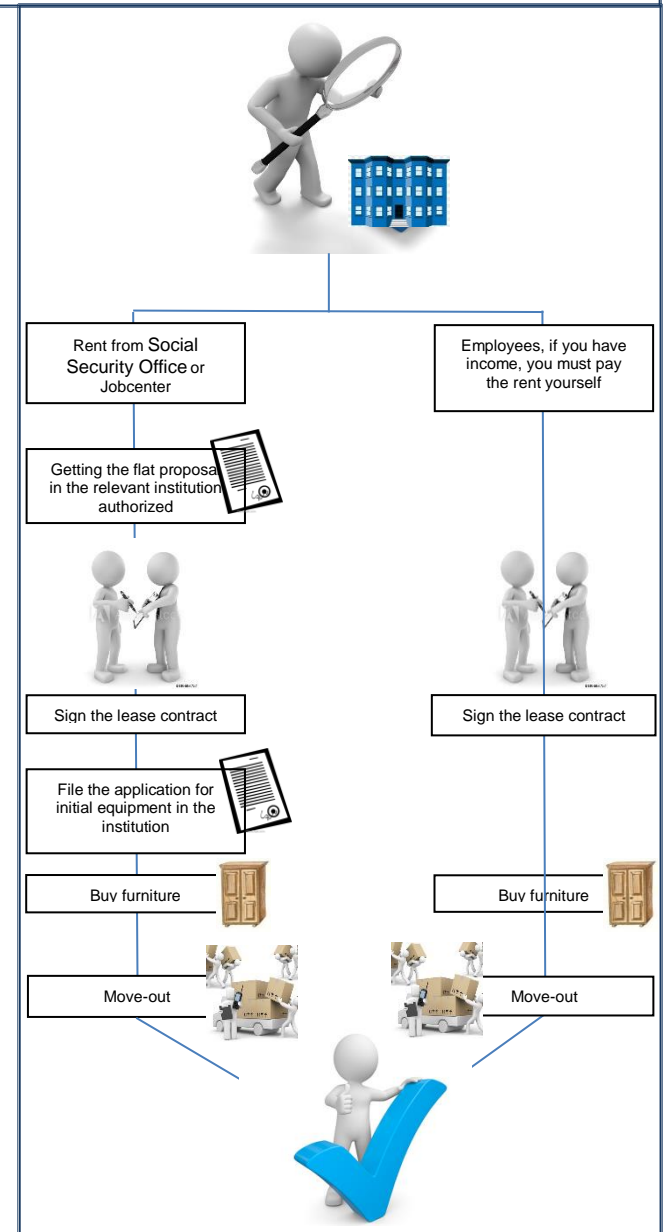 Rent from Social
Security Office or
Jobcenter
Employees, if you have
income, you must pay
the rent yourself
Getting the flat proposal
in the relevant institution
authorized
Sign the lease contract
Sign the lease contract
File the application for
initial equipment in the
institution
Buy furniture
Buy furniture
Move-out
Move-out